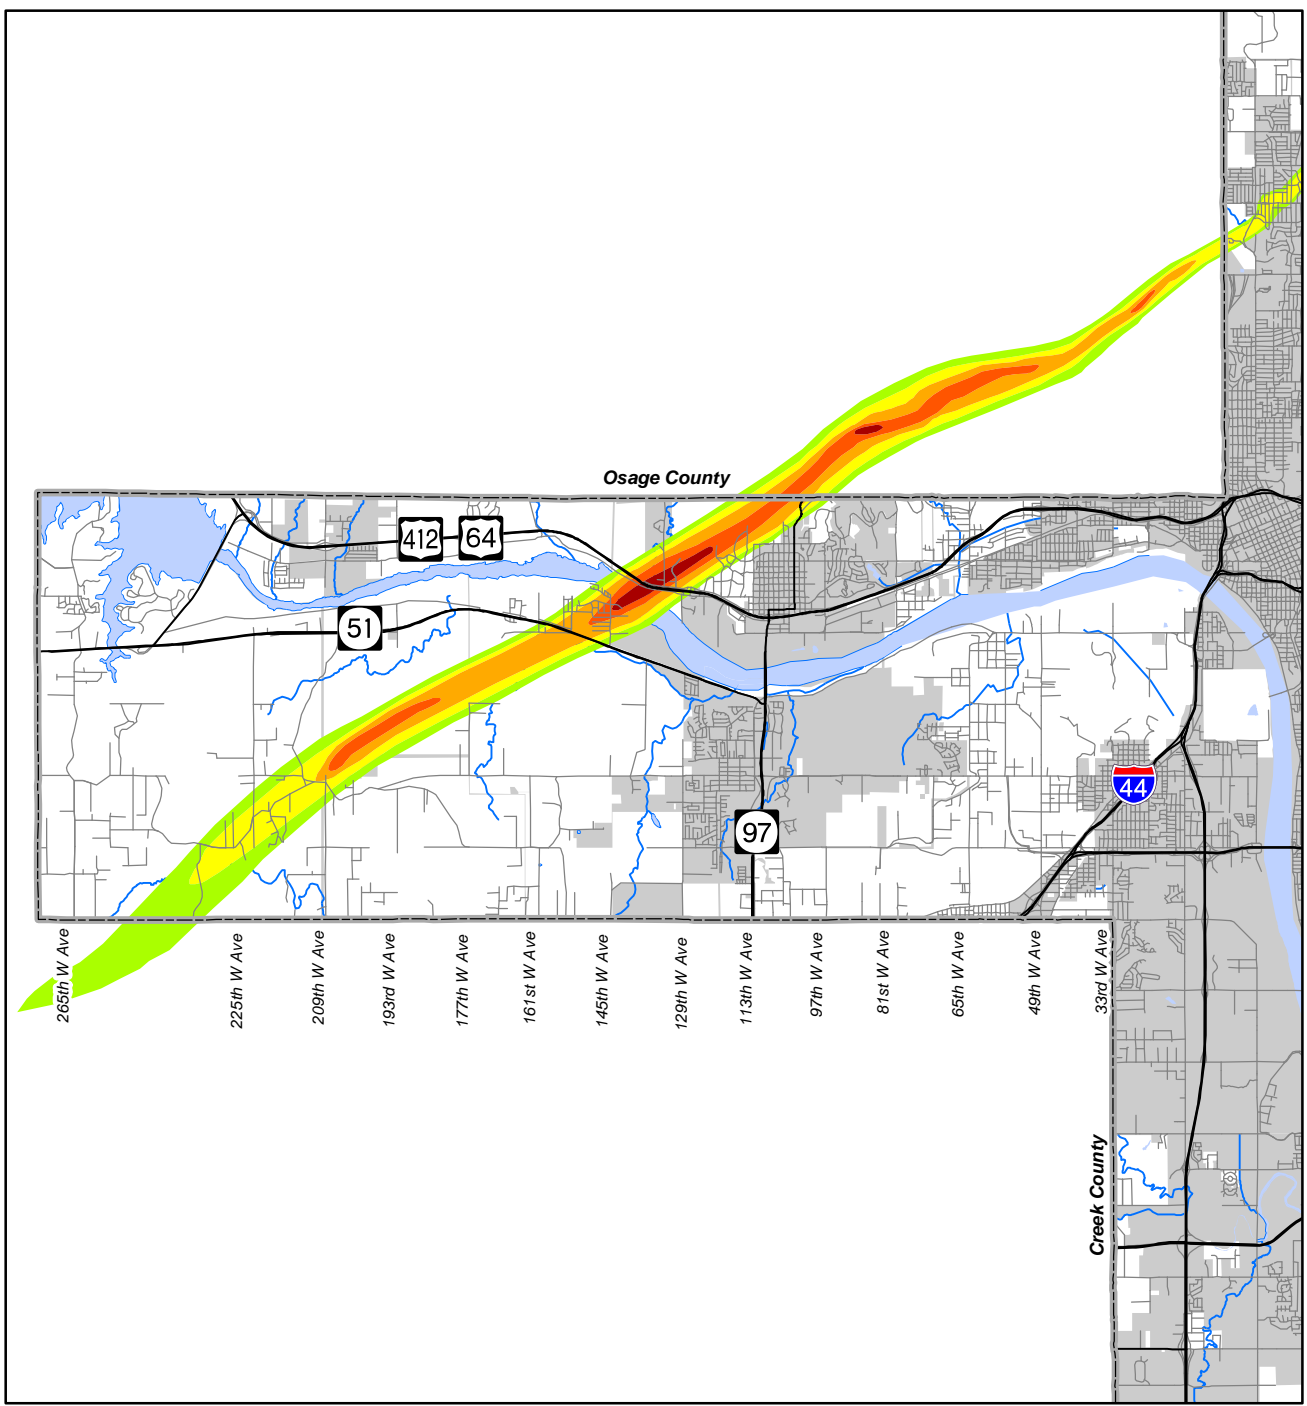 Osage County
412
64
51
97
44
265th W Ave
225th W Ave
209th W Ave
193rd W Ave
177th W Ave
161st W Ave
145th W Ave
129th W Ave
113th W Ave
97th W Ave
81st W Ave
65th W Ave
49th W Ave
33rd W Ave
Creek County